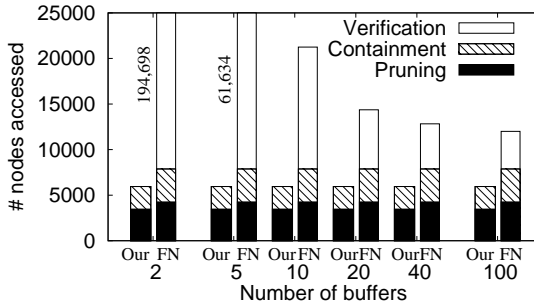 25000
20000
15000
10000
5000
0
# nodes accessed
194,698
61,634
Verification
Containment
Pruning
Our FN Our FN Our FN Our FN Our FN Our FN
2 5 10 20 40 100
Number of buffers